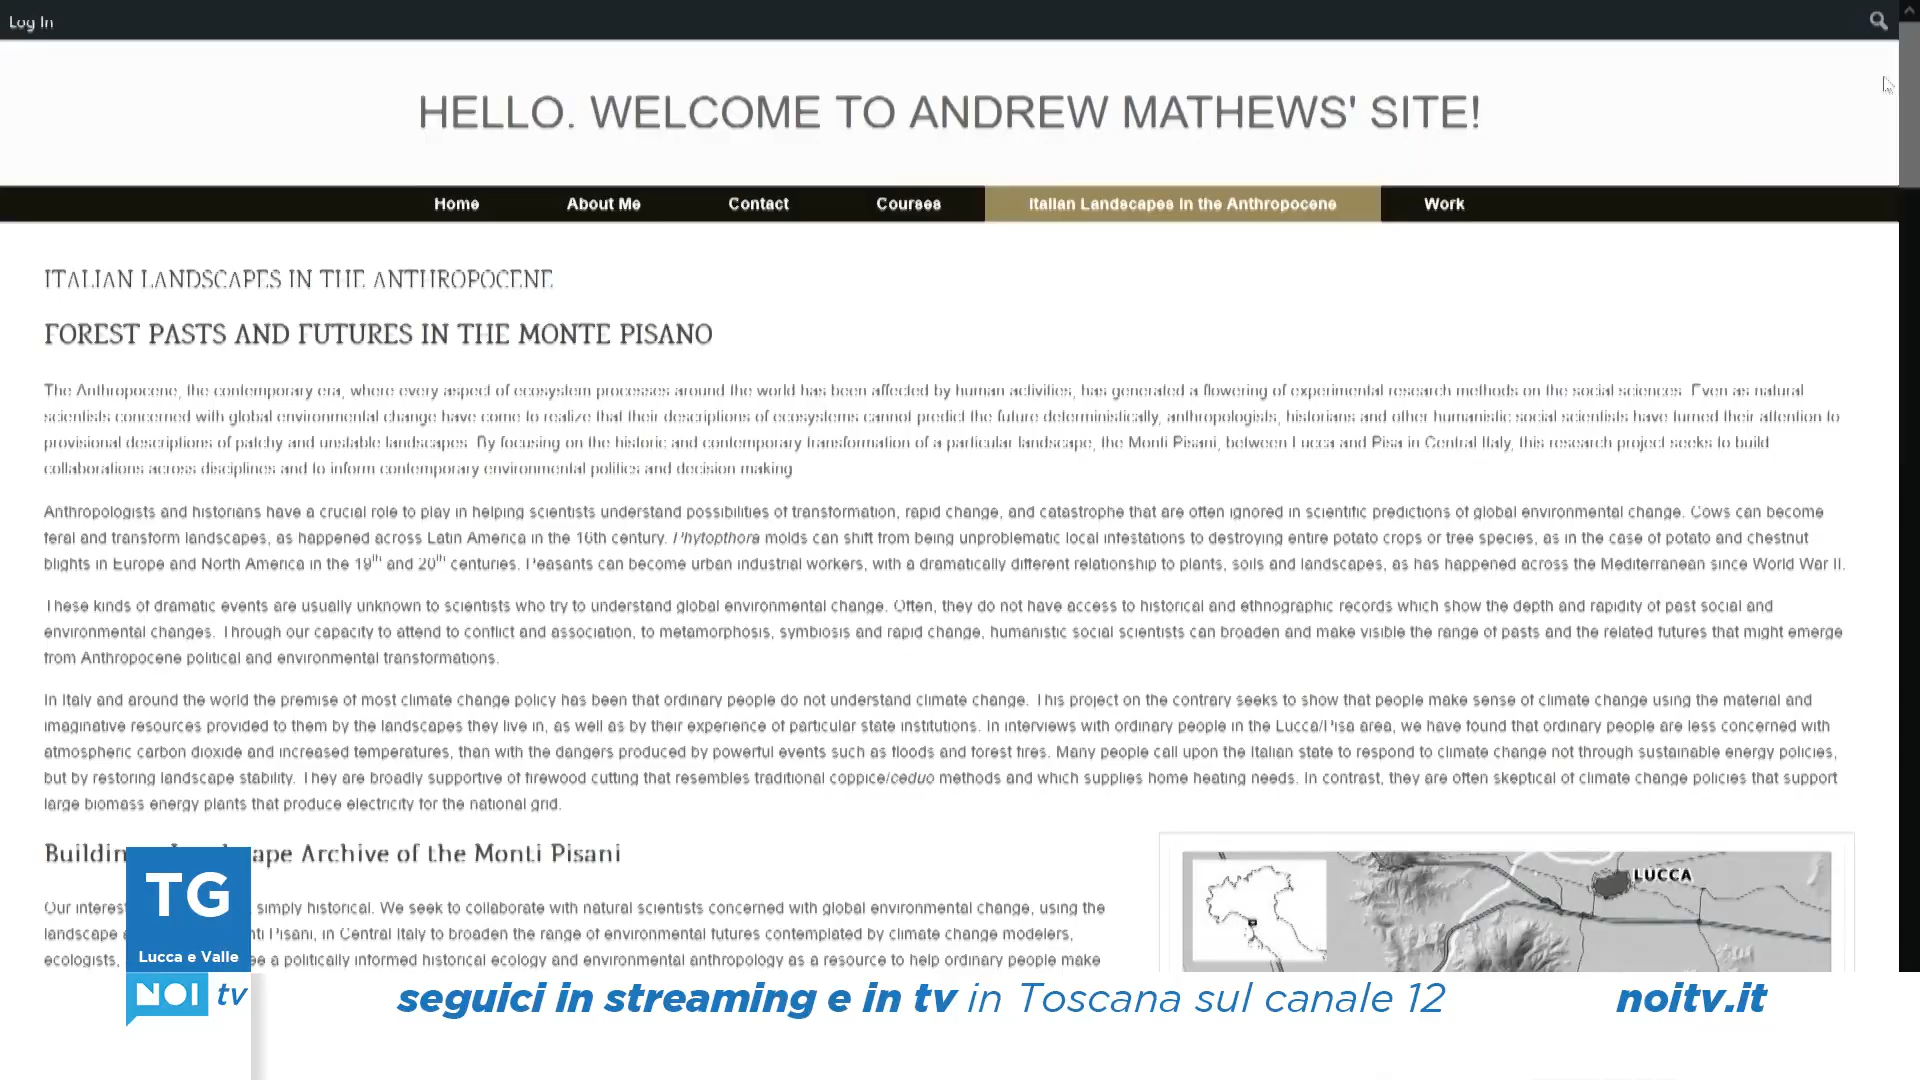 Log In
HELLO. WELCOME TO ANDREW MATHEWS' SITE!
Home About Me Contact Courses Italian Landscapes in the Anthropocene Work
ITALIAN LANDSCAPES IN THE ANTHROPOCENE
FOREST PASTS AND FUTURES IN THE MONTE PISANO
The Anthropocene, the contemporary era, where every aspect of ecosystem processes around the world has been affected by human activities, has generated a flowering of experimental research methods on the social sciences. Even as natural
scientists concerned with global environmental change have come to realize that their descriptions of ecosystems cannot predict the future deterministically, anthropologists, historians and other humanistic social scientists have turned their attention to
provisional descriptions of patchy and unstable landscapes. By focusing on the historic and contemporary transformation of a particular landscape, the Monti Pisani, between Lucca and Pisa in Central Italy, this research project seeks to build
collaborations across disciplines and to inform contemporary environmental politics and decision making
Anthropologists and historians have a crucial role to play in helping scientists understand possibilities of transformation, rapid change, and catastrophe that are often ignored in scientific predictions of global environmental change. Cows can become
feral and transform landscapes, as happened across Latin America in the 16th century. Phytopthora molds can shift from being unproblematic local infestations to destroying entire potato crops or tree species, as in the case of potato and chestnut
blights in Europe and North America in the 19th and 20th centuries. Peasants can become urban industrial workers, with a dramatically different relationship to plants, soils and landscapes, as has happened across the Mediterranean since World War II.
These kinds of dramatic events are usually unknown to scientists who try to understand global environmental change. Often, they do not have access to historical and ethnographic records which show the depth and rapidity of past social and
environmental changes. Through our capacity to attend to conflict and association, to metamorphosis, symbiosis and rapid change, humanistic social scientists can broaden and make visible the range of pasts and the related futures that might emerge
from Anthropocene political and environmental transformations.
In Italy and around the world the premise of most climate change policy has been that ordinary people do not understand climate change. This project on the contrary seeks to show that people make sense of climate change using the material and
imaginative resources provided to them by the landscapes they live in, as well as by their experience of particular state institutions. In interviews with ordinary people in the Lucca/Pisa area, we have found that ordinary people are less concerned with
atmospheric carbon dioxide and increased temperatures, than with the dangers produced by powerful events such as floods and forest fires. Many people call upon the Italian state to respond to climate change not through sustainable energy policies,
but by restoring landscape stability. They are broadly supportive of firewood cutting that resembles traditional coppice/ceduo methods and which supplies home heating needs. In contrast, they are often skeptical of climate change policies that support
large biomass energy plants that produce electricity for the national grid.
Archive of the Monti Pisani
Our simply historical. We seek to collaborate with natural scientists concerned with global environmental change, using the
landscape Pisani, in Central Italy to broaden the range of environmental futures contemplated by climate change modelers,
ecologists, a politically informed historical ecology and environmental anthropology as a resource to help ordinary people make
LUCCA
TG
Lucca e Valle
NOI tv
seguici in streaming e in tv in Toscana sul canale 12
noitv.it